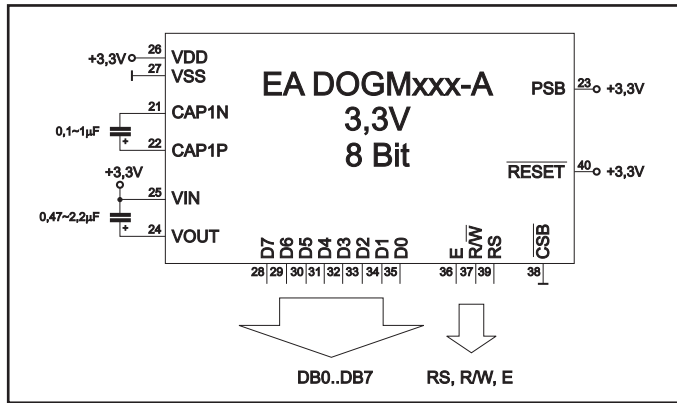 EA DOGMxxx-A
3,3V
8 Bit
+3,3V
26 VDD
27 VSS
21 CAP1N
0,1~1µF
+
22 CAP1P
+3,3V
25 VIN
0,47~2,2µF
+
24 VOUT
PSB 23 +3,3V
RESET 40 +3,3V
D7 D6 D5 D4 D3 D2 D1 D0
28 29 30 31 32 33 34 35
E R/W RS
36 37 39
CSB
38
DB0..DB7
RS, R/W, E